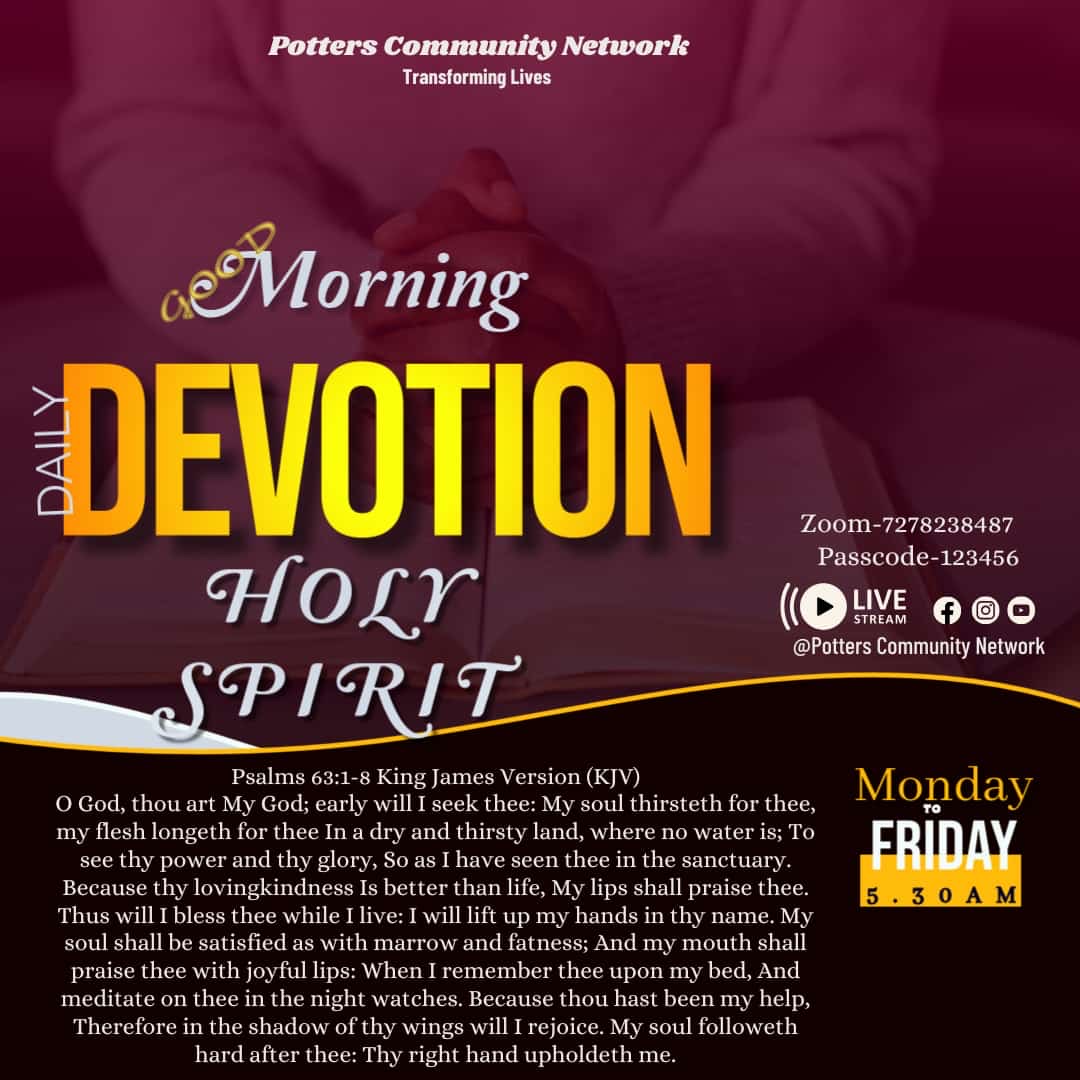 Potters Community Network
Transforming Lives
GOOD
Morning
DAILY
DEVOTION
HOLY
SPIRIT
Zoom-7278238487
Passcode-123456
LIVE
STREAM
@Potters Community Network
Psalms 63:1-8 King James Version (KJV)
O God, thou art My God; early will I seek thee: My soul thirsteth for thee,
my flesh longeth for thee In a dry and thirsty land, where no water is; To
see thy power and thy glory, So as I have seen thee in the sanctuary.
Because thy lovingkindness Is better than life, My lips shall praise thee.
Thus will I bless thee while I live: I will lift up my hands in thy name. My
soul shall be satisfied as with marrow and fatness; And my mouth shall
praise thee with joyful lips: When I remember thee upon my bed, And
meditate on thee in the night watches. Because thou hast been my help,
Therefore in the shadow of thy wings will I rejoice. My soul followeth
hard after thee: Thy right hand upholdeth me.
Monday
TO
FRIDAY
5.30AM